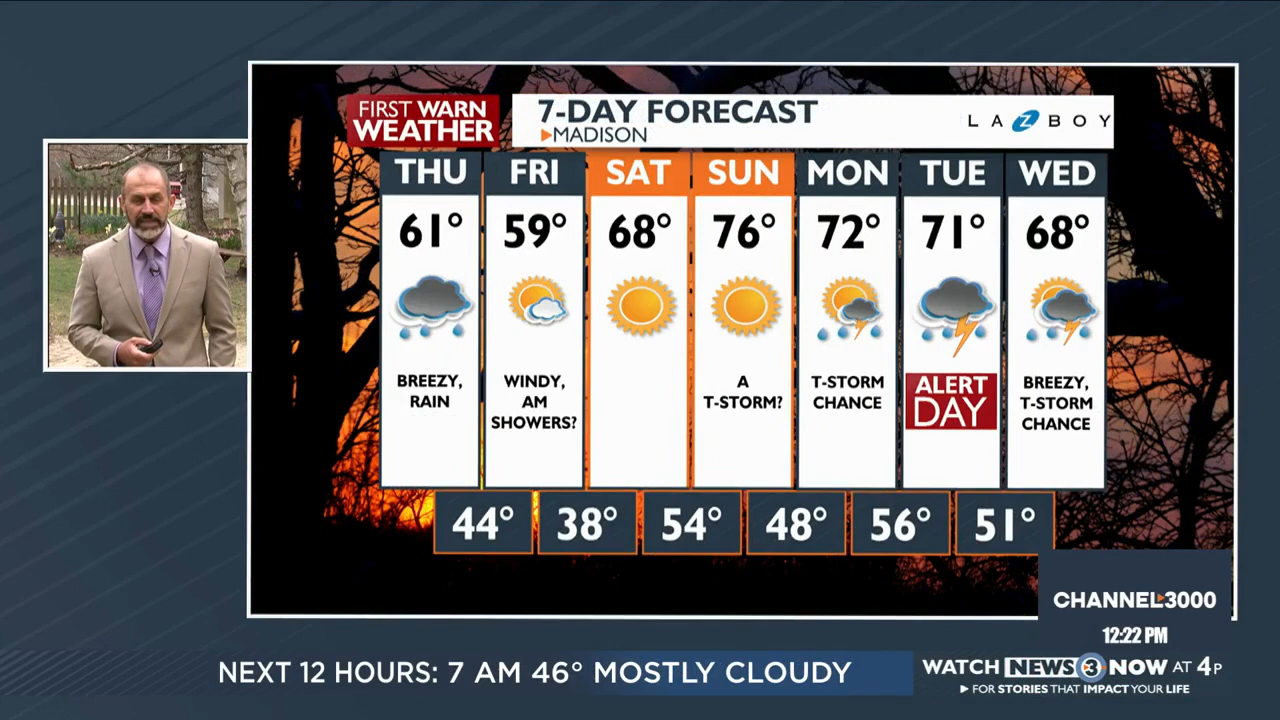 FIRST WARN
WEATHER
7-DAY FORECAST
MADISON
LAZBOY
THU FRI SAT SUN MON TUE WED
61° 59° 68° 76° 72° 71° 68°
BREEZY,
RAIN
WINDY,
AM
SHOWERS?
A
T-STORM?
T-STORM
CHANCE
ALERT
DAY
BREEZY,
T-STORM
CHANCE
44° 38° 54° 48° 56° 51°
CHANNEL3000
12:22 PM
NEXT 12 HOURS: 7 AM 46° MOSTLY CLOUDY
WATCH NEWS 3 NOW AT 4P
FOR STORIES THAT IMPACT YOUR LIFE